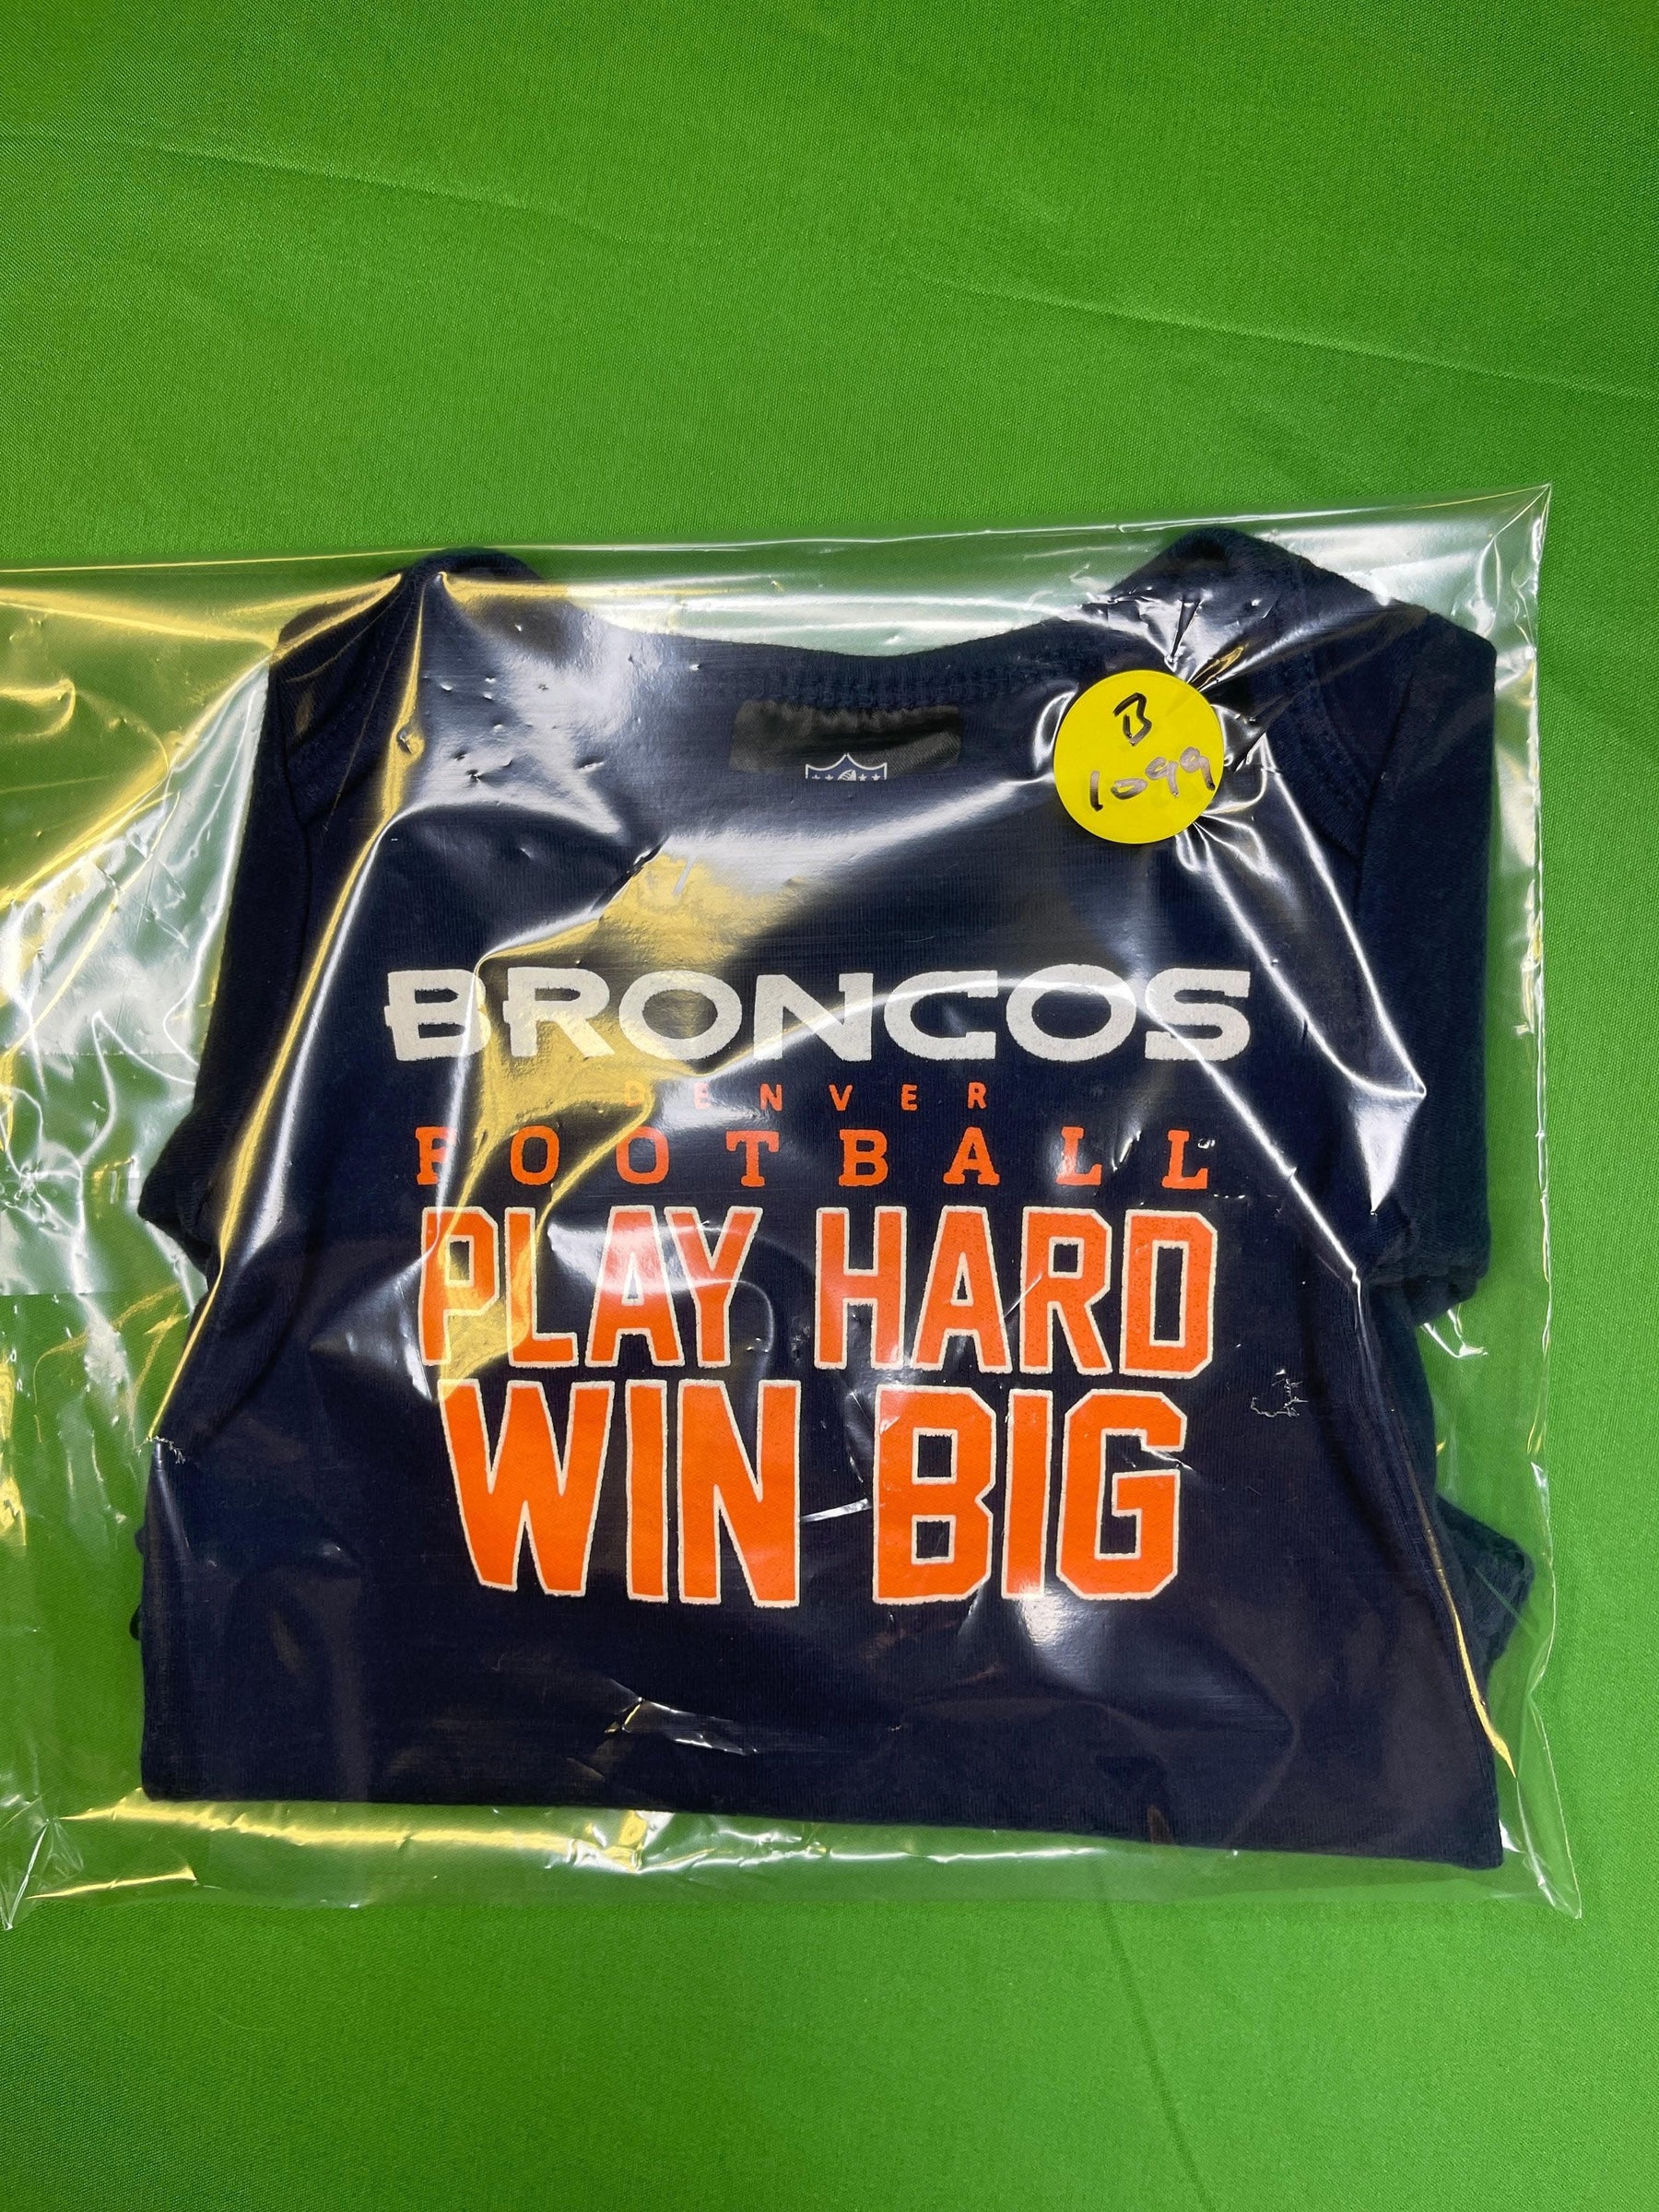 B
1099
BRONCOS
DENVER
FOOTBALL
PLAY HARD
WIN BIG